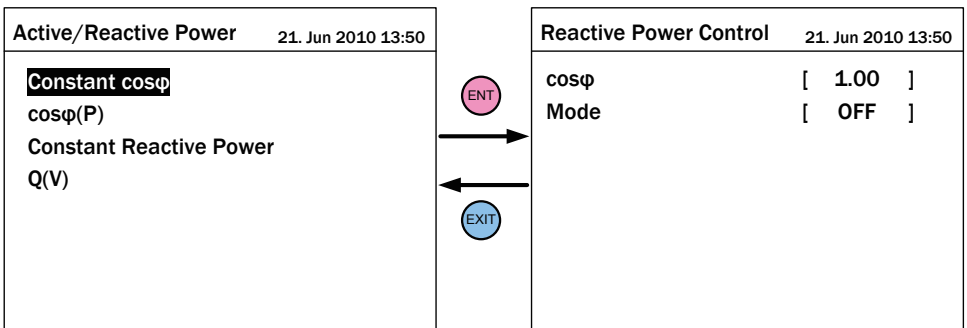 Active/Reactive Power 21. Jun 2010 13:50
Constant cosφ
cosφ(P)
Constant Reactive Power
Q(V)
ENT
EXIT
Reactive Power Control 21. Jun 2010 13:50
cosφ [ 1.00 ]
Mode [ OFF ]